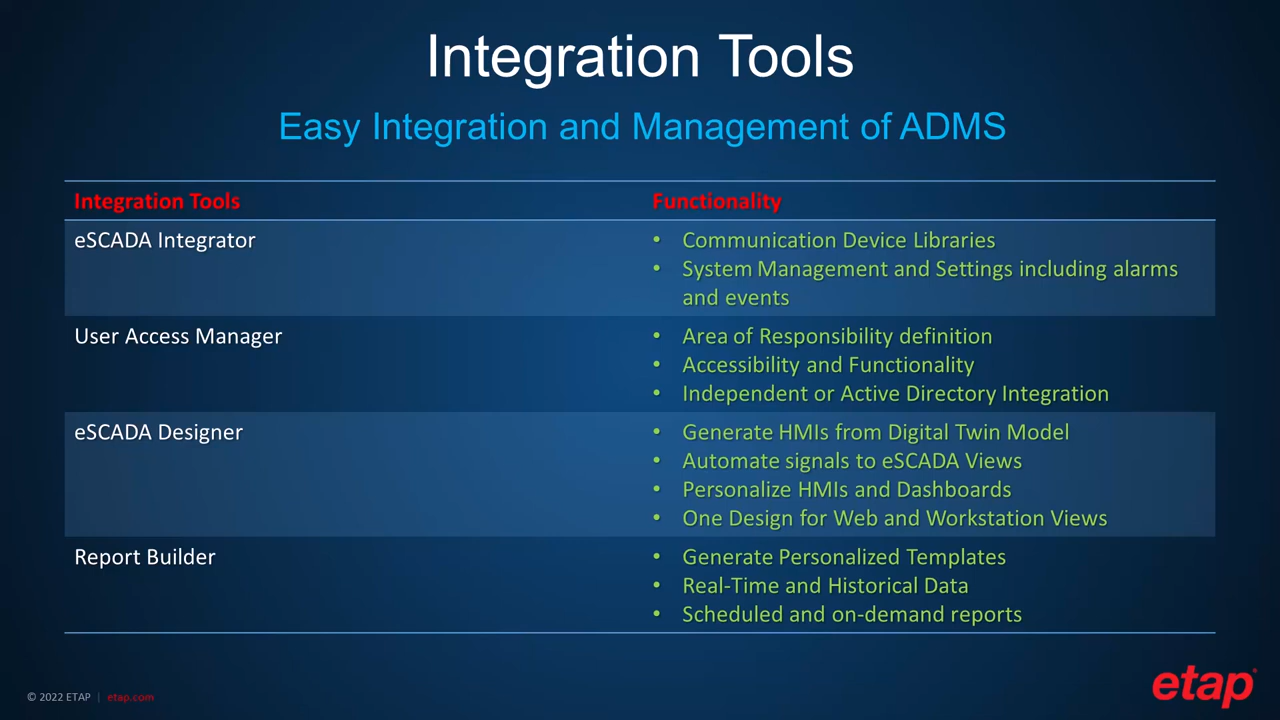 Integration Tools
Easy Integration and Management of ADMS
Integration Tools
Functionality
eSCADA Integrator
• Communication Device Libraries
• System Management and Settings including alarms
and events
User Access Manager
• Area of Responsibility definition
• Accessibility and Functionality
• Independent or Active Directory Integration
eSCADA Designer
• Generate HMIs from Digital Twin Model
• Automate signals to eSCADA Views
• Personalize HMIs and Dashboards
• One Design for Web and Workstation Views
Report Builder
• Generate Personalized Templates
• Real-Time and Historical Data
• Scheduled and on-demand reports
© 2022 ETAP | etap.com
etap®